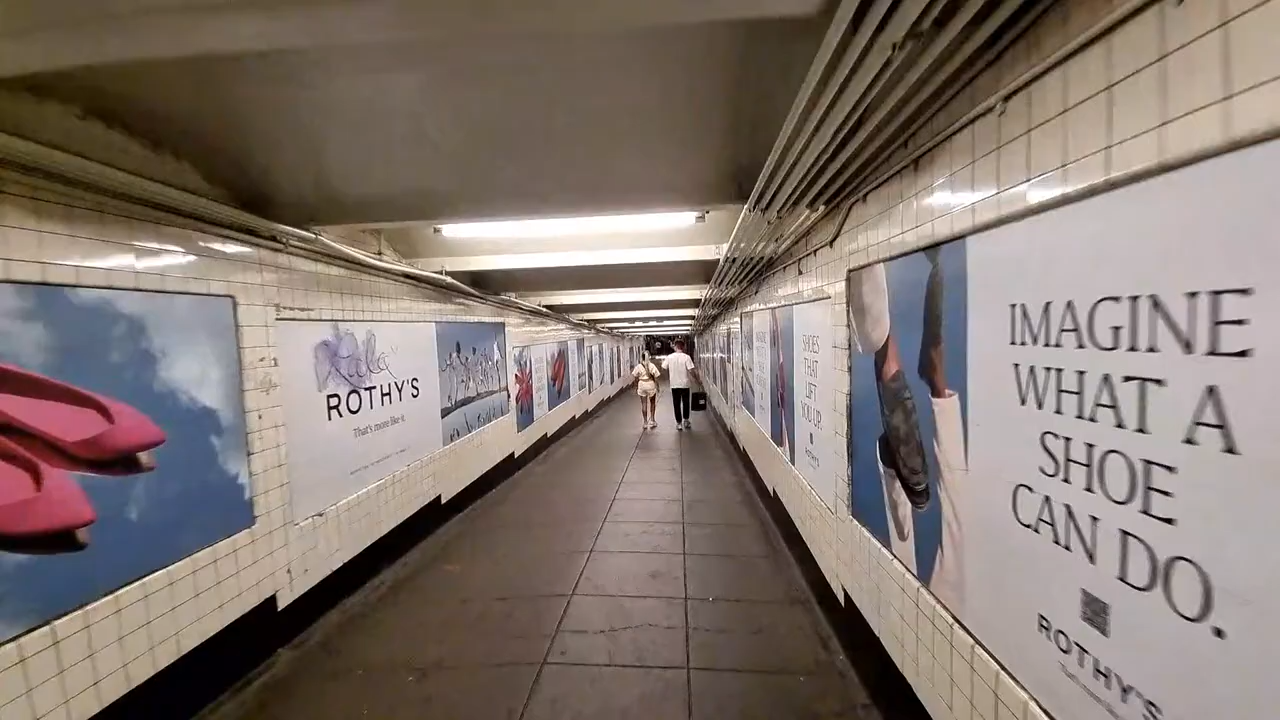 ROTHY'S
That's more like it.
SHOES
THAT
LIFT
YOU UP.
IMAGINE
WHAT A
SHOE
CAN DO.
ROTHY'S